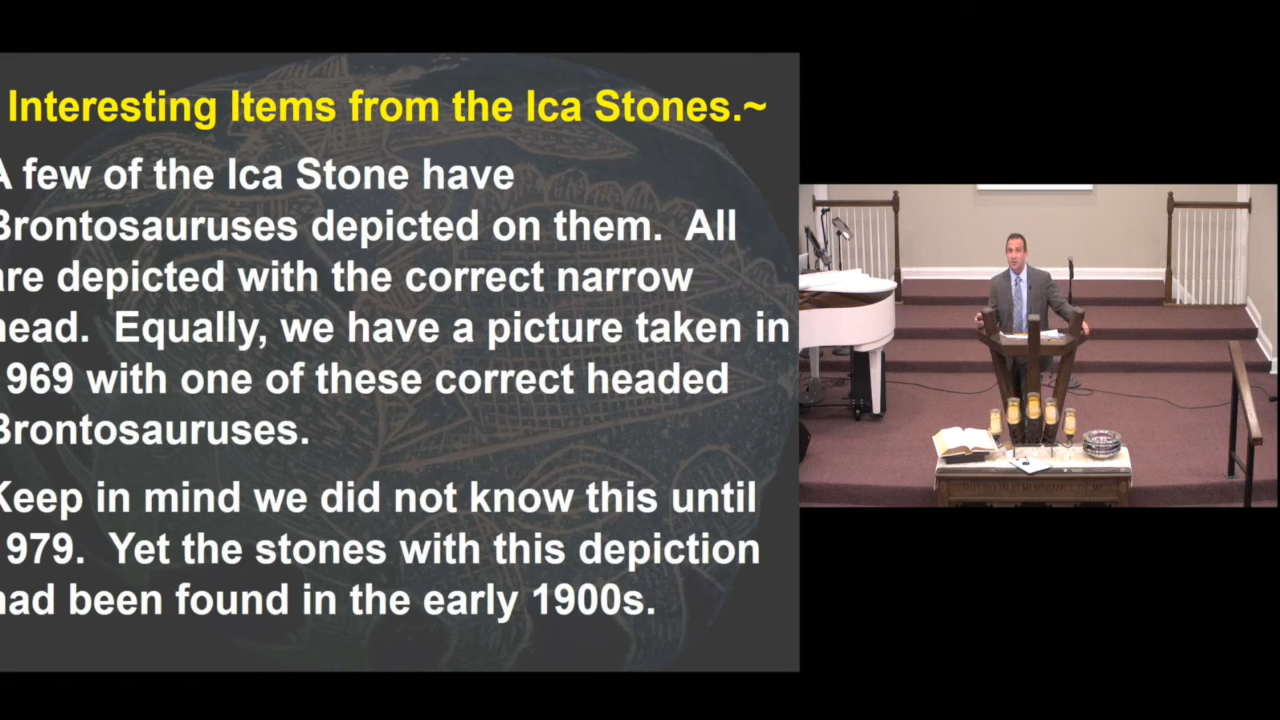 Interesting Items from the Ica Stones.~
A few of the Ica Stone have
Brontosauruses depicted on them. All
are depicted with the correct narrow
head. Equally, we have a picture taken in
1969 with one of these correct headed
Brontosauruses.
Keep in mind we did not know this until
1979. Yet the stones with this depiction
had been found in the early 1900s.